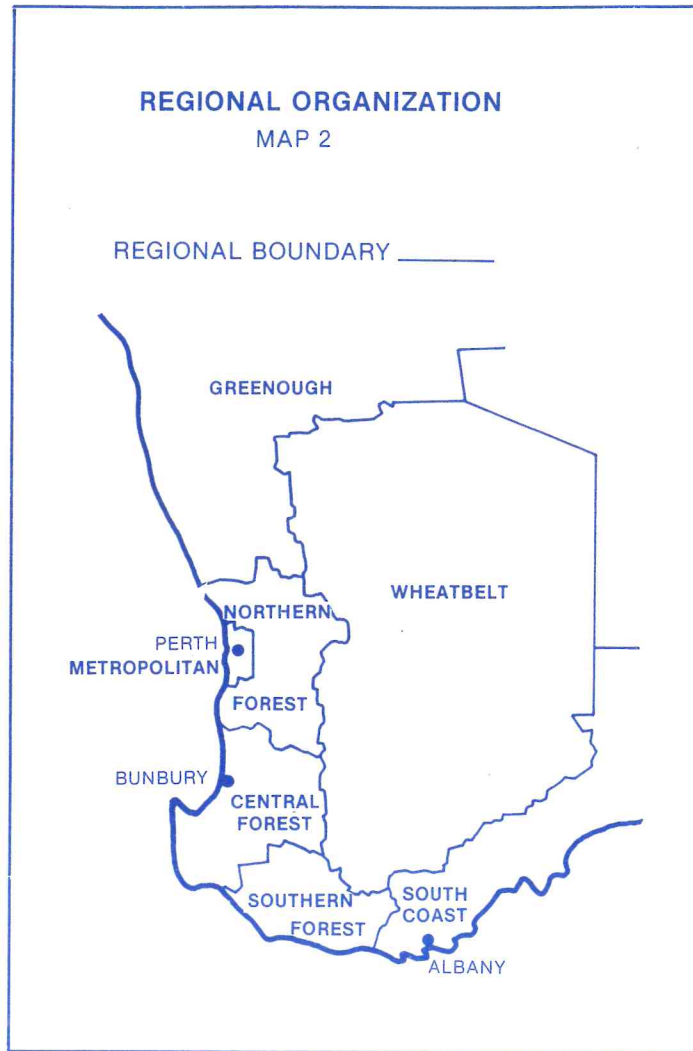 REGIONAL ORGANIZATION
MAP 2
REGIONAL BOUNDARY
GREENOUGH
WHEATBELT
NORTHERN
PERTH
METROPOLITAN
FOREST
BUNBURY
CENTRAL
FOREST
SOUTHERN
FOREST
SOUTH
COAST
ALBANY